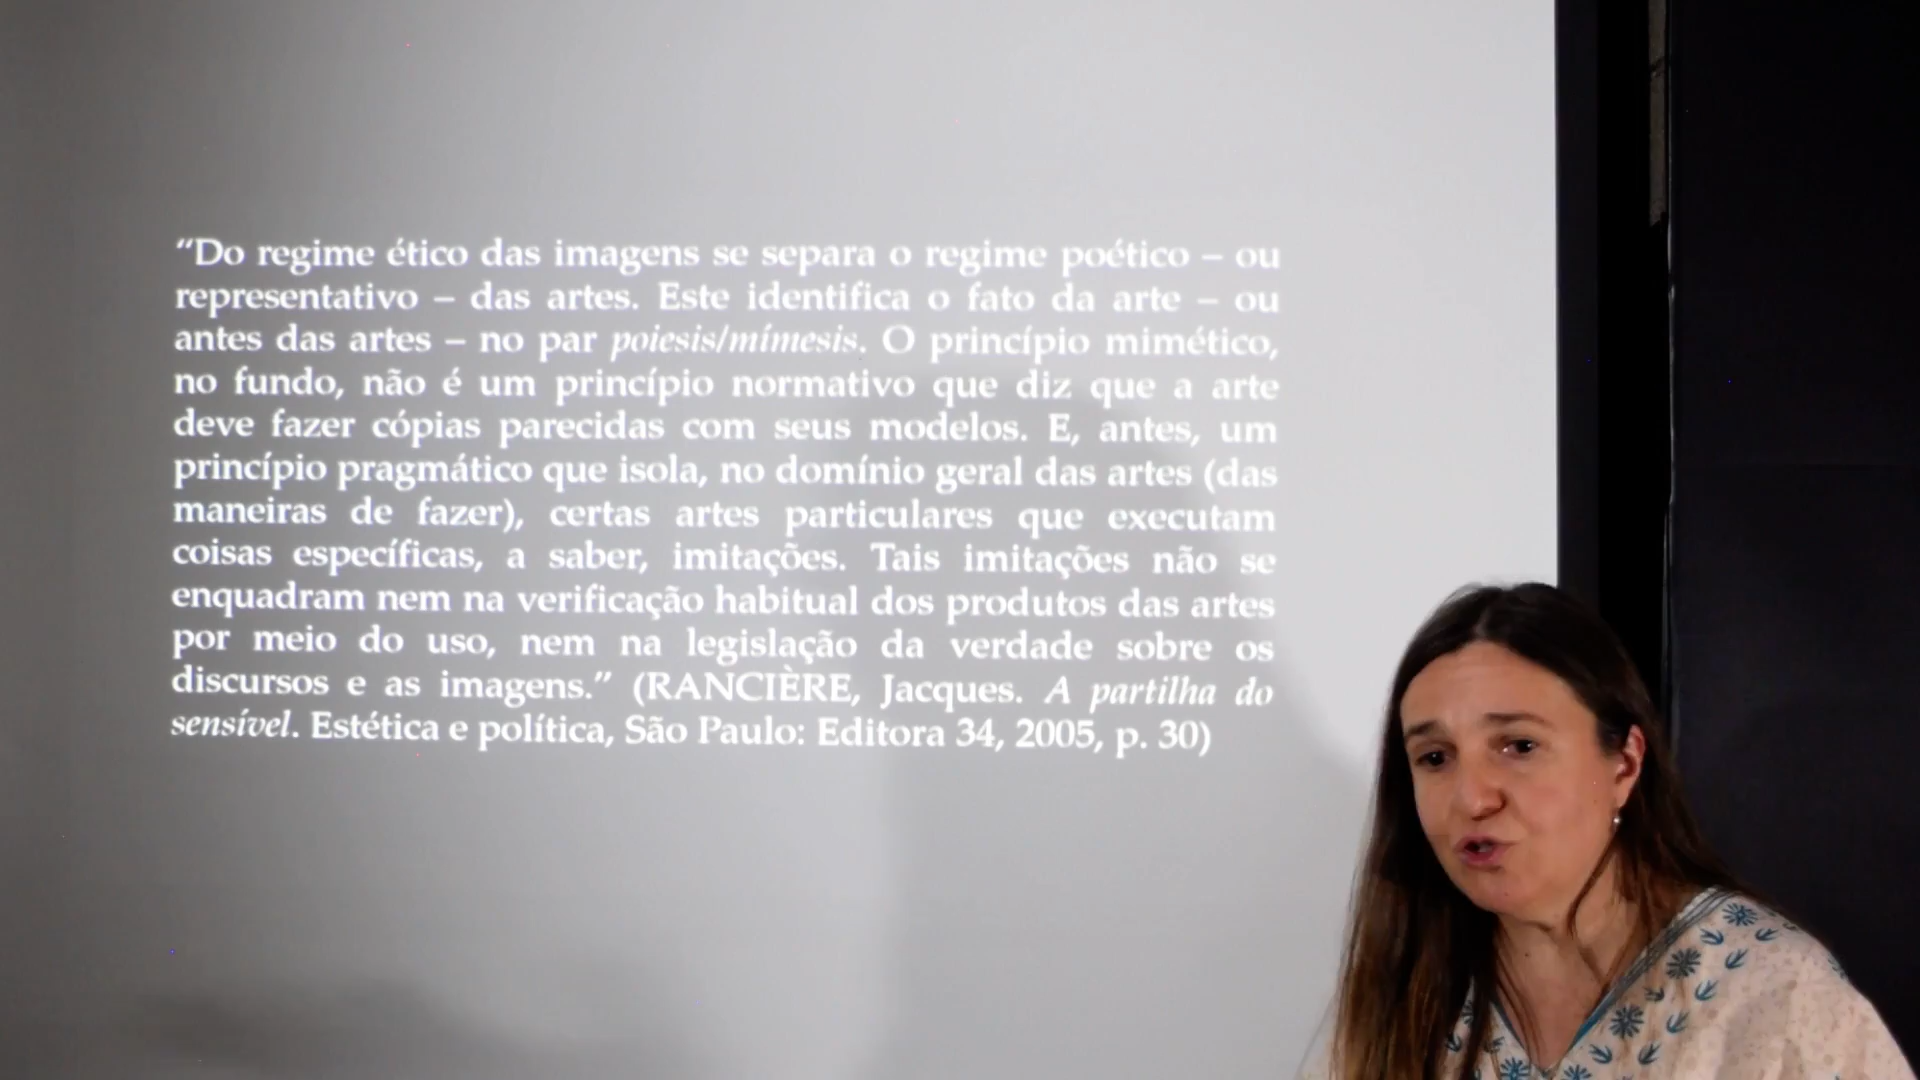 “Do regime ético das imagens se separa o regime poético – ou
representativo – das artes. Este identifica o fato da arte – ou
antes das artes – no par poiesis/mímesis. O princípio mimético,
no fundo, não é um princípio normativo que diz que a arte
deve fazer cópias parecidas com seus modelos. E, antes, um
princípio pragmático que isola, no domínio geral das artes (das
maneiras de fazer), certas artes particulares que executam
coisas específicas, a saber, imitações. Tais imitações não se
enquadram nem na verificação habitual dos produtos das artes
por meio do uso, nem na legislação da verdade sobre os
discursos e as imagens.” (RANCIÈRE, Jacques. A partilha do
sensível. Estética e política, São Paulo: Editora 34, 2005, p. 30)